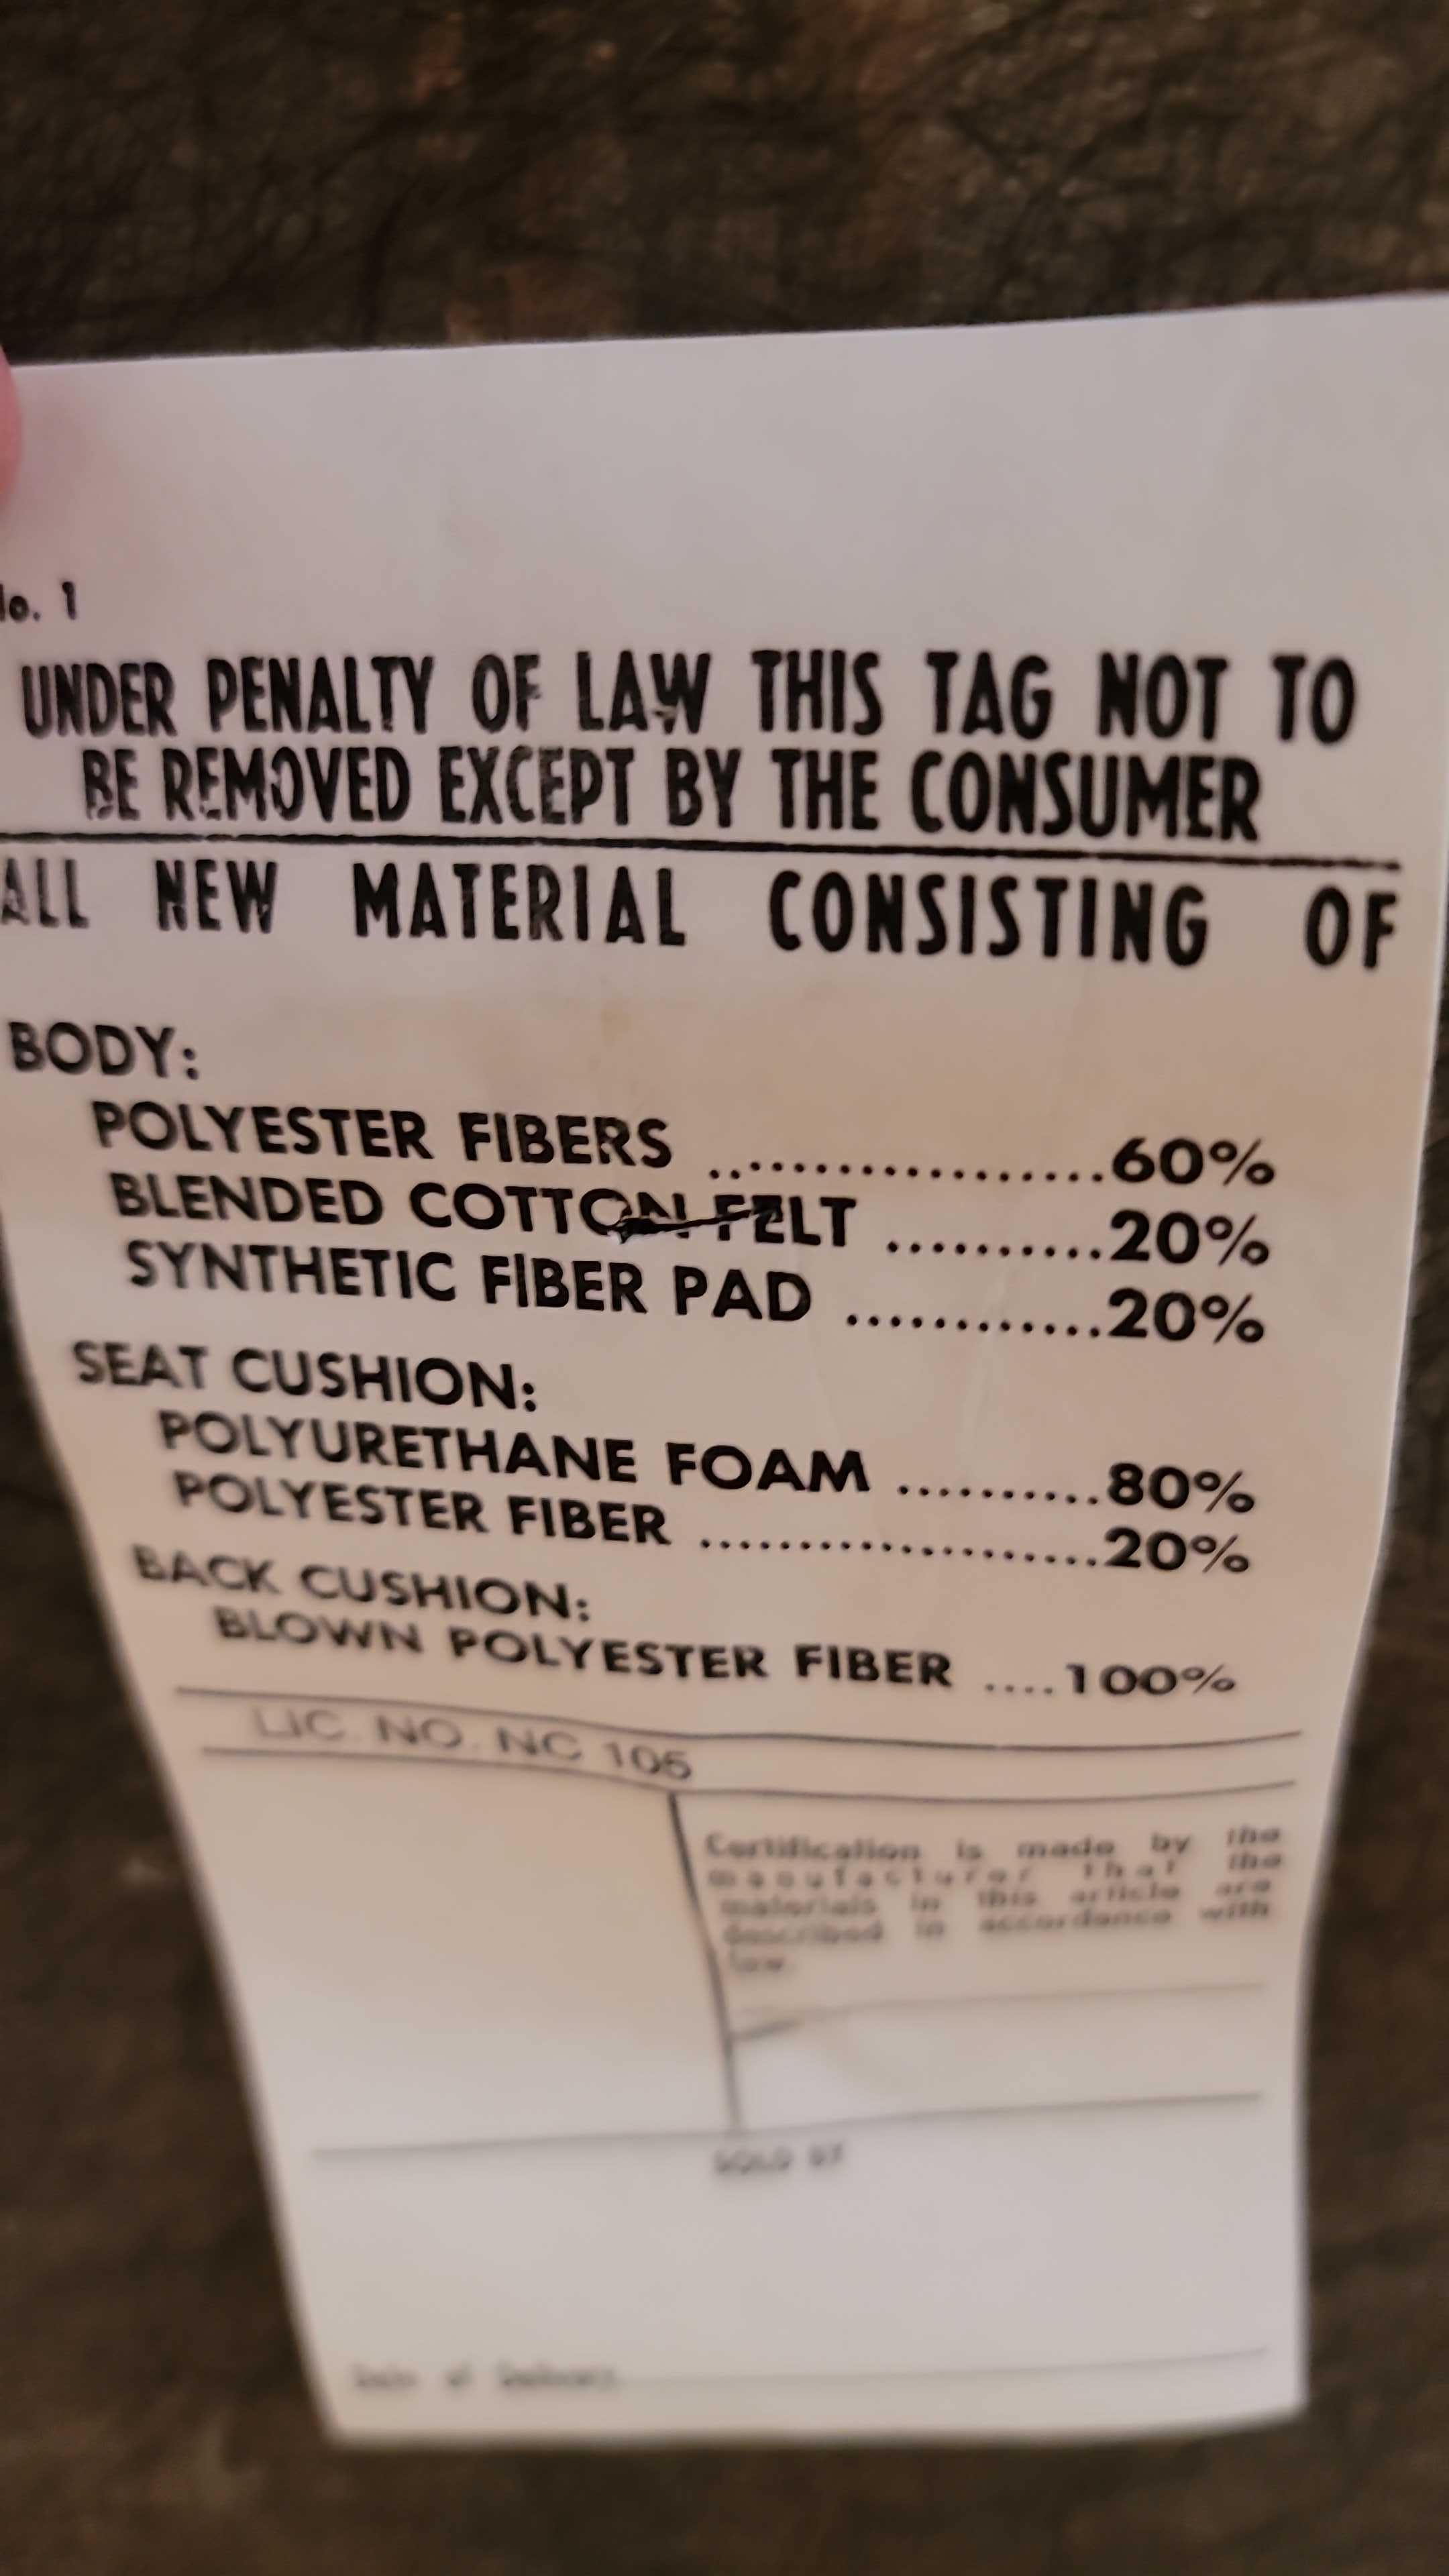 No. 1
UNDER PENALTY OF LAW THIS TAG NOT TO
BE REMOVED EXCEPT BY THE CONSUMER
ALL NEW MATERIAL CONSISTING OF
BODY:
POLYESTER FIBERS ..................60%
BLENDED COTTON FELT ..........20%
SYNTHETIC FIBER PAD ............20%
SEAT CUSHION:
POLYURETHANE FOAM ..........80%
POLYESTER FIBER ....................20%
BACK CUSHION:
BLOWN POLYESTER FIBER ....100%
LIC. NO. NC 105
Certification is made by the
manufacturer that the
materials in this article are
described in accordance with
law.
SOLD BY
Date of Delivery